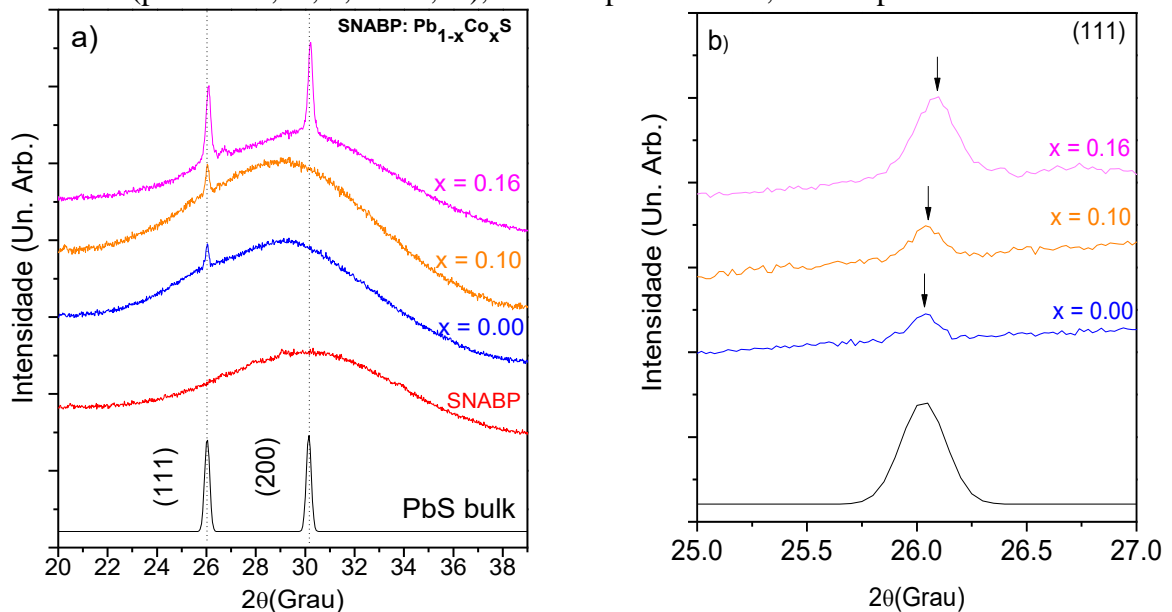 a)
SNABP: Pb1-xCoxS
x = 0.16
x = 0.10
x = 0.00
SNABP
(111)
(200)
PbS bulk
Intensidade (Un. Arb.)
20 22 24 26 28 30 32 34 36 38
2θ(Grau)
b)
(111)
x = 0.16
x = 0.10
x = 0.00
Intensidade (Un. Arb.)
25.0 25.5 26.0 26.5 27.0
2θ(Grau)